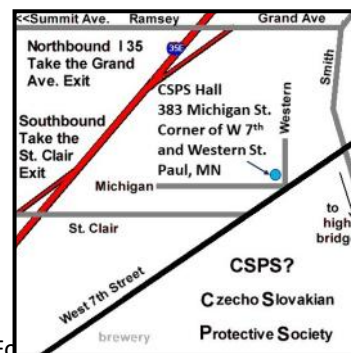 <<Summit Ave. Ramsey Grand Ave
Northbound I 35
Take the Grand
Ave. Exit
35E
Smith
Southbound
Take the
St. Clair
Exit
CSPS Hall
383 Michigan St.
Corner of W 7th
and Western St.
Paul, MN
Western
Michigan
St. Clair
to
high
bridge
West 7th Street
CSPS?
Czecho Slovakian
Protective Society
brewery